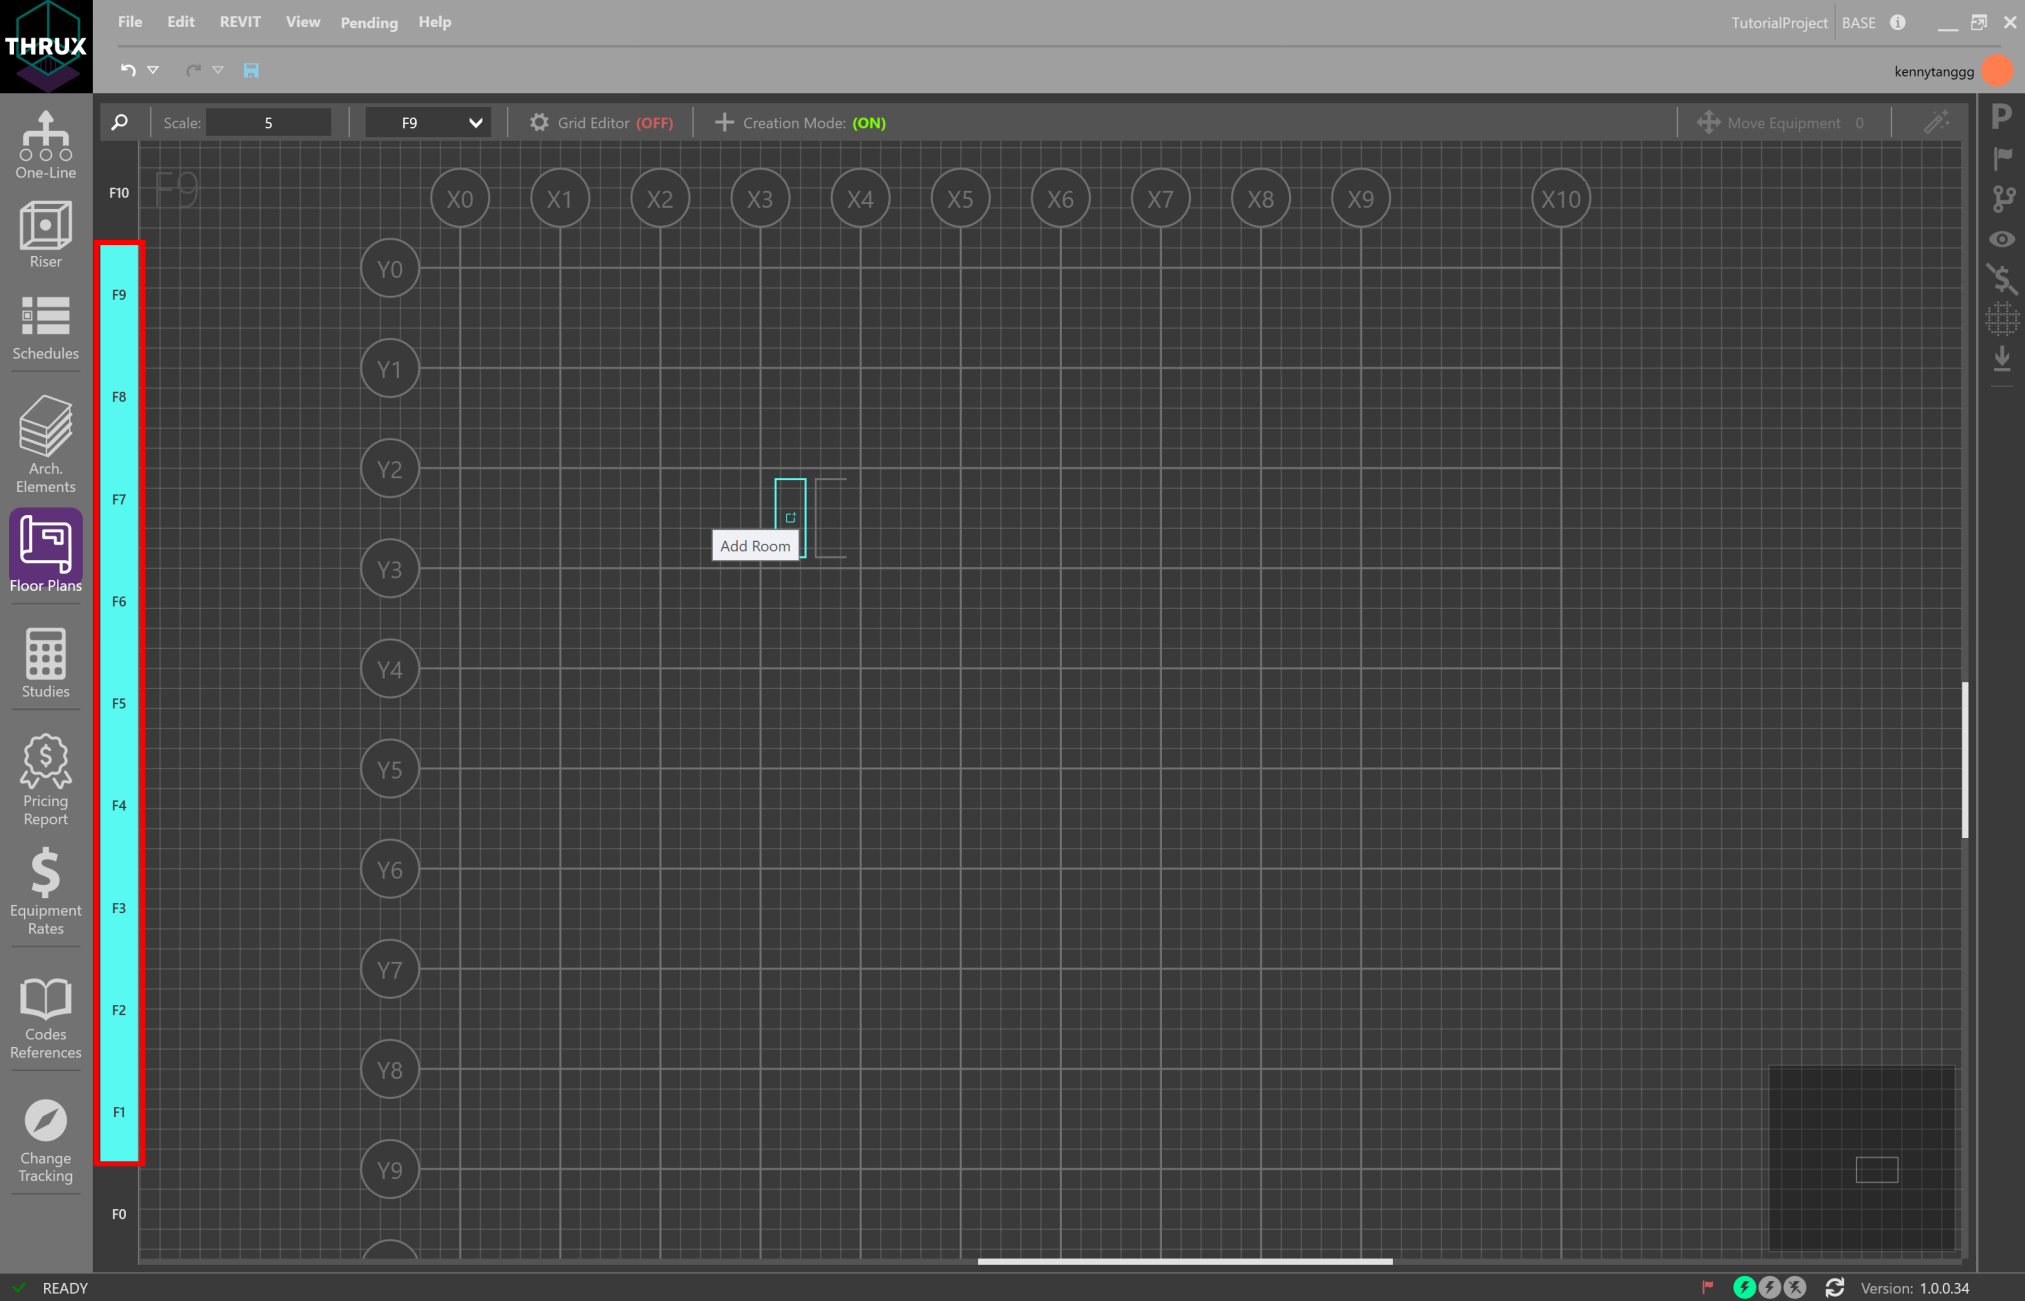 THRUX
File Edit REVIT View Pending Help
TutorialProject BASE
kennytanggg
Scale: 5 F9 Grid Editor (OFF) Creation Mode: (ON) Move Equipment 0
One-Line
Riser
Schedules
Arch.
Elements
Floor Plans
Studies
Pricing
Report
Equipment
Rates
Codes
References
Change
Tracking
F10
F9
F8
F7
F6
F5
F4
F3
F2
F1
F0
F9
X0 X1 X2 X3 X4 X5 X6 X7 X8 X9 X10
Y0
Y1
Y2
Y3
Y4
Y5
Y6
Y7
Y8
Y9
Add Room
P
READY
Version: 1.0.0.34